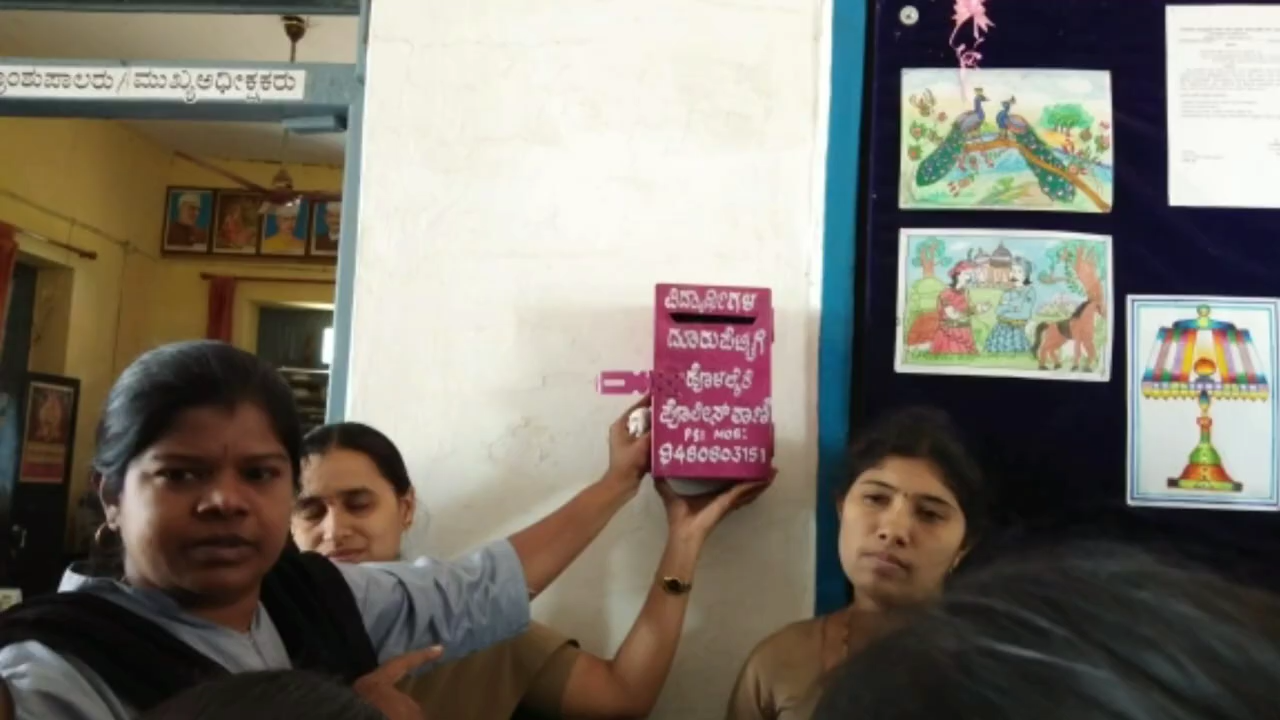 ಪ್ರಾಂಶುಪಾಲರು/ಮುಖ್ಯಅಧೀಕ್ಷಕರು
ವಿದ್ಯಾರ್ಥಿಗಳ
ದೂರುಪೆಟ್ಟಿಗೆ
ಹೊಳಲ್ಕೆರೆ
ಪೊಲೀಸ್ ಠಾಣೆ
PSI MOB:
9480803151